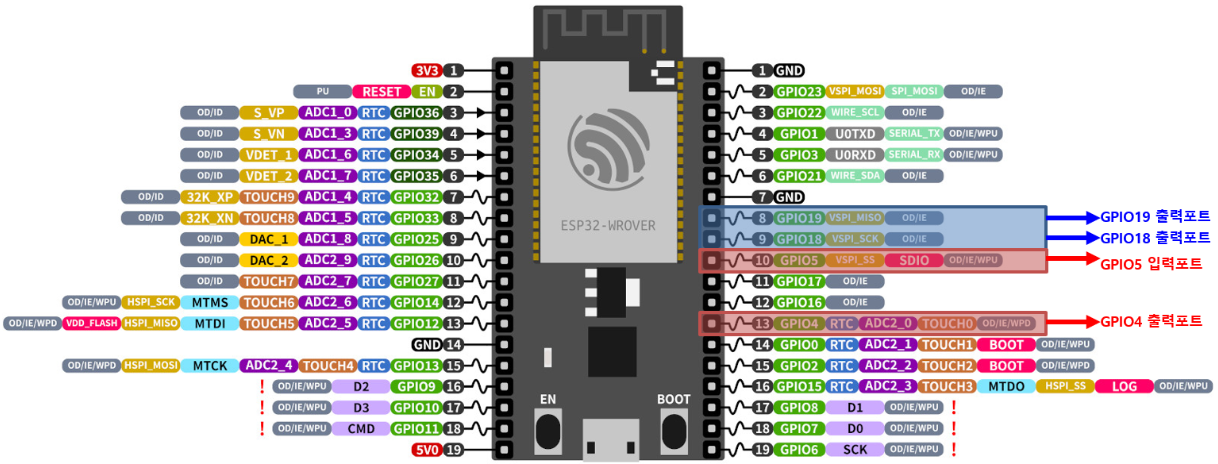 3V3 1
PU RESET EN 2
OD/ID S_VP ADC1_0 RTC GPIO36 3
OD/ID S_VN ADC1_3 RTC GPIO39 4
OD/ID VDET_1 ADC1_6 RTC GPIO34 5
OD/ID VDET_2 ADC1_7 RTC GPIO35 6
OD/ID 32K_XP TOUCH9 ADC1_4 RTC GPIO32 7
OD/ID 32K_XN TOUCH8 ADC1_5 RTC GPIO33 8
OD/ID DAC_1 ADC1_8 RTC GPIO25 9
OD/ID DAC_2 ADC2_9 RTC GPIO26 10
OD/ID TOUCH7 ADC2_7 RTC GPIO27 11
OD/IE/WPU HSPI_SCK MTMS TOUCH6 ADC2_6 RTC GPIO14 12
OD/IE/WPD VDD_FLASH HSPI_MISO MTDI TOUCH5 ADC2_5 RTC GPIO12 13
GND 14
OD/IE/WPD HSPI_MOSI MTCK ADC2_4 TOUCH4 RTC GPIO13 15
! OD/IE/WPU D2 GPIO9 16
! OD/IE/WPU D3 GPIO10 17
! OD/IE/WPU CMD GPIO11 18
5V0 19
ESP32-WROVER
EN
BOOT
1 GND
2 GPIO23 VSPI_MOSI SPI_MOSI OD/IE
3 GPIO22 WIRE_SCL OD/IE
4 GPIO1 U0TXD SERIAL_TX OD/IE/WPU
5 GPIO3 U0RXD SERIAL_RX OD/IE/WPU
6 GPIO21 WIRE_SDA OD/IE
7 GND
8 GPIO19 VSPI_MISO OD/IE GPIO19 출력포트
9 GPIO18 VSPI_SCK OD/IE GPIO18 출력포트
10 GPIO5 VSPI_SS SDIO OD/IE/WPU GPIO5 입력포트
11 GPIO17 OD/IE
12 GPIO16 OD/IE
13 GPIO4 RTC ADC2_0 TOUCH0 OD/IE/WPD GPIO4 출력포트
14 GPIO0 RTC ADC2_1 TOUCH1 BOOT OD/IE/WPU
15 GPIO2 RTC ADC2_2 TOUCH2 BOOT OD/IE/WPD
16 GPIO15 RTC ADC2_3 TOUCH3 MTDO HSPI_SS LOG OD/IE/WPU
17 GPIO8 D1 OD/IE/WPU !
18 GPIO7 D0 OD/IE/WPU !
19 GPIO6 SCK OD/IE/WPU !